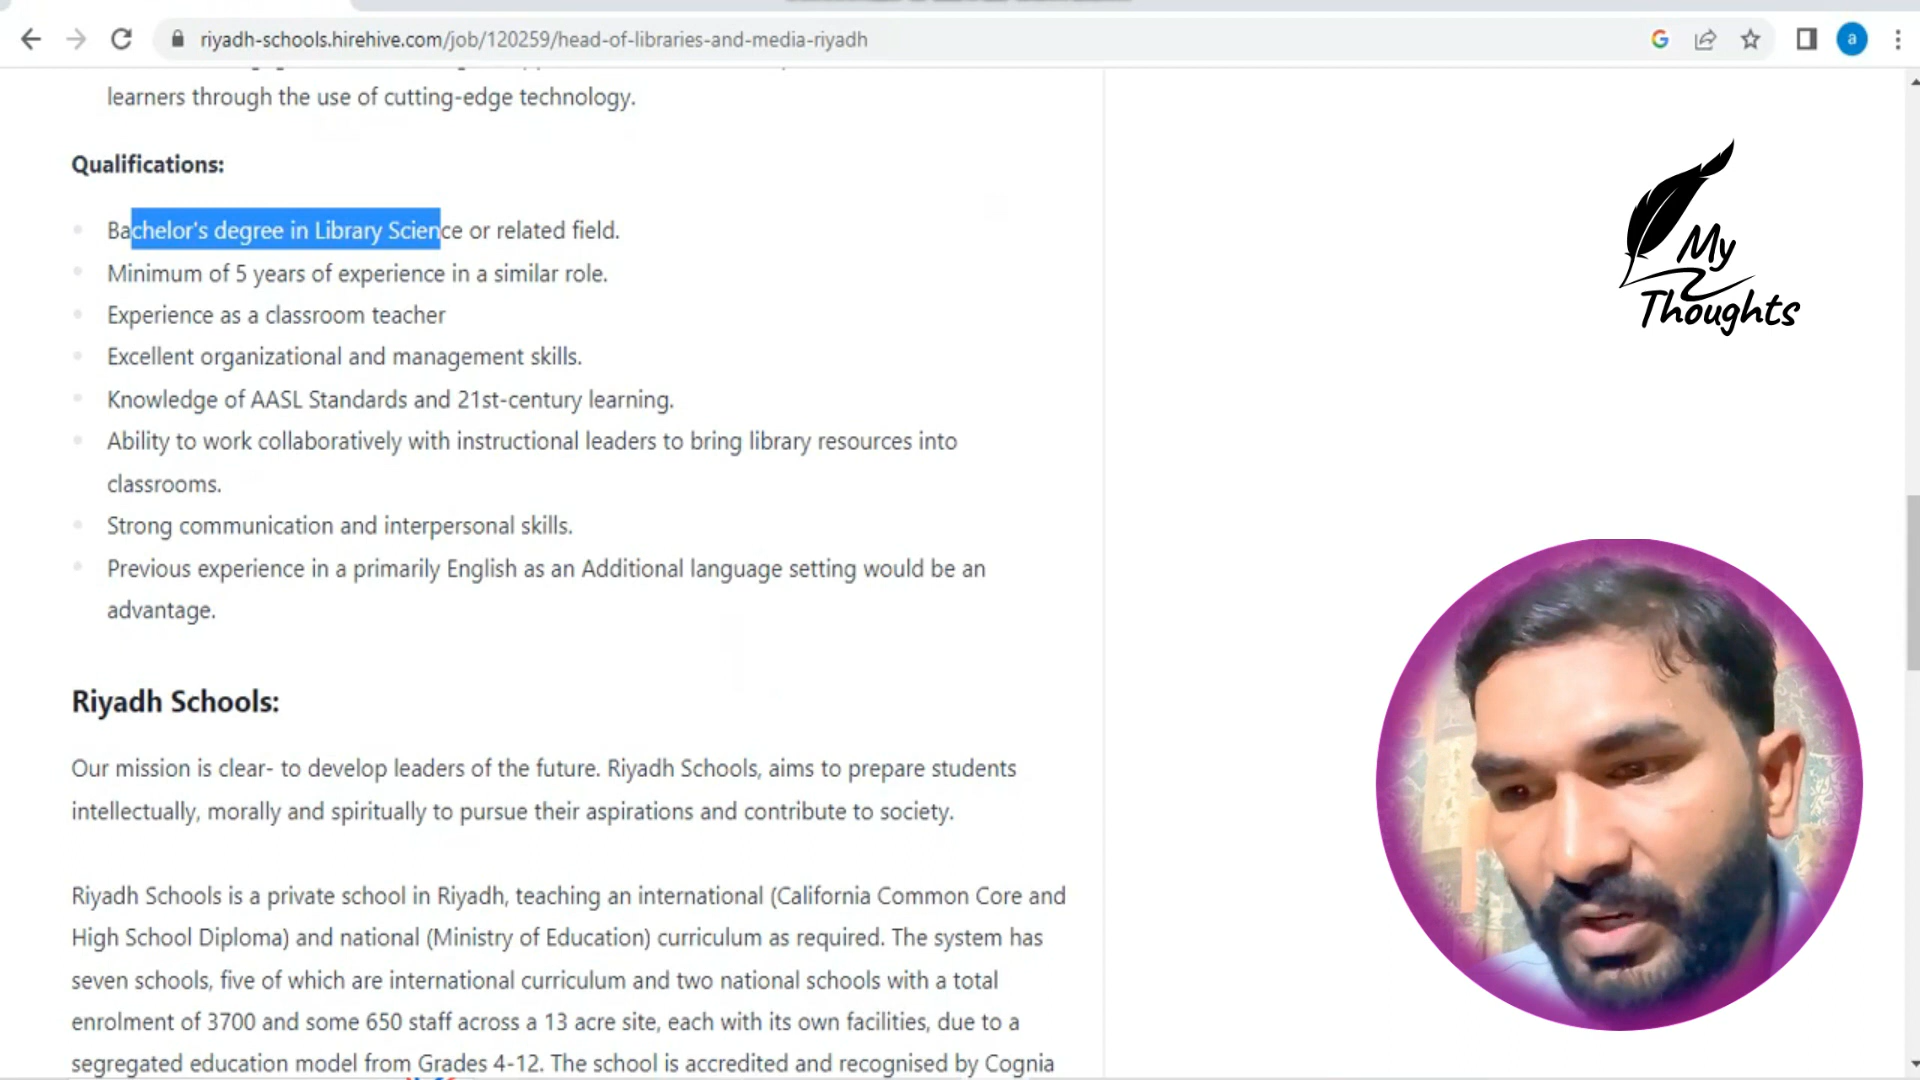 riyadh-schools.hirehive.com/job/120259/head-of-libraries-and-media-riyadh
a
learners through the use of cutting-edge technology.
Qualifications:
Bachelor's degree in Library Science or related field.
Minimum of 5 years of experience in a similar role.
Experience as a classroom teacher
Excellent organizational and management skills.
Knowledge of AASL Standards and 21st-century learning.
Ability to work collaboratively with instructional leaders to bring library resources into
classrooms.
Strong communication and interpersonal skills.
Previous experience in a primarily English as an Additional language setting would be an
advantage.
Riyadh Schools:
Our mission is clear- to develop leaders of the future. Riyadh Schools, aims to prepare students
intellectually, morally and spiritually to pursue their aspirations and contribute to society.
Riyadh Schools is a private school in Riyadh, teaching an international (California Common Core and
High School Diploma) and national (Ministry of Education) curriculum as required. The system has
seven schools, five of which are international curriculum and two national schools with a total
enrolment of 3700 and some 650 staff across a 13 acre site, each with its own facilities, due to a
segregated education model from Grades 4-12. The school is accredited and recognised by Cognia
My
Thoughts